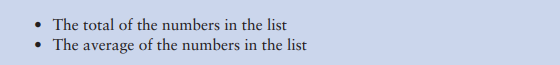 • The total of the numbers in the list
• The average of the numbers in the list